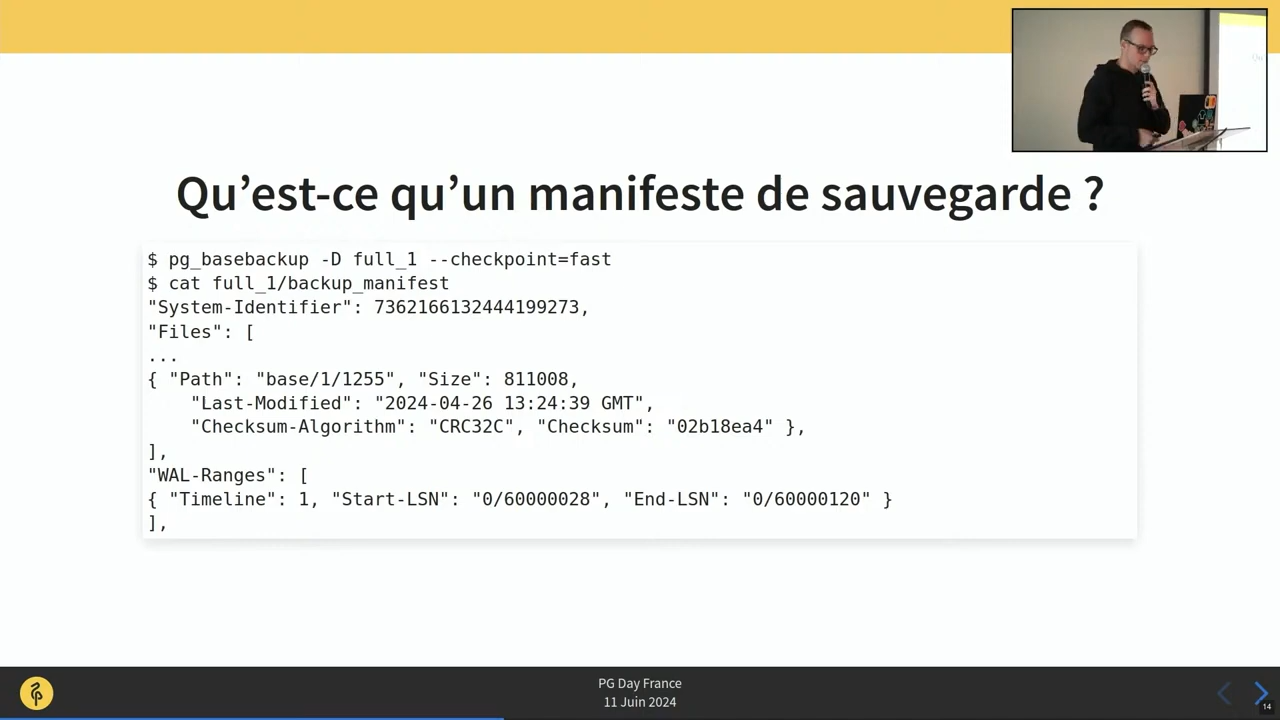 Qu’est-ce qu’un manifeste de sauvegarde ?
$ pg_basebackup -D full_1 --checkpoint=fast
$ cat full_1/backup_manifest
"System-Identifier": 7362166132444199273,
"Files": [
...
{ "Path": "base/1/1255", "Size": 811008,
"Last-Modified": "2024-04-26 13:24:39 GMT",
"Checksum-Algorithm": "CRC32C", "Checksum": "02b18ea4" },
],
"WAL-Ranges": [
{ "Timeline": 1, "Start-LSN": "0/60000028", "End-LSN": "0/60000120" }
],
PG Day France
11 Juin 2024
14